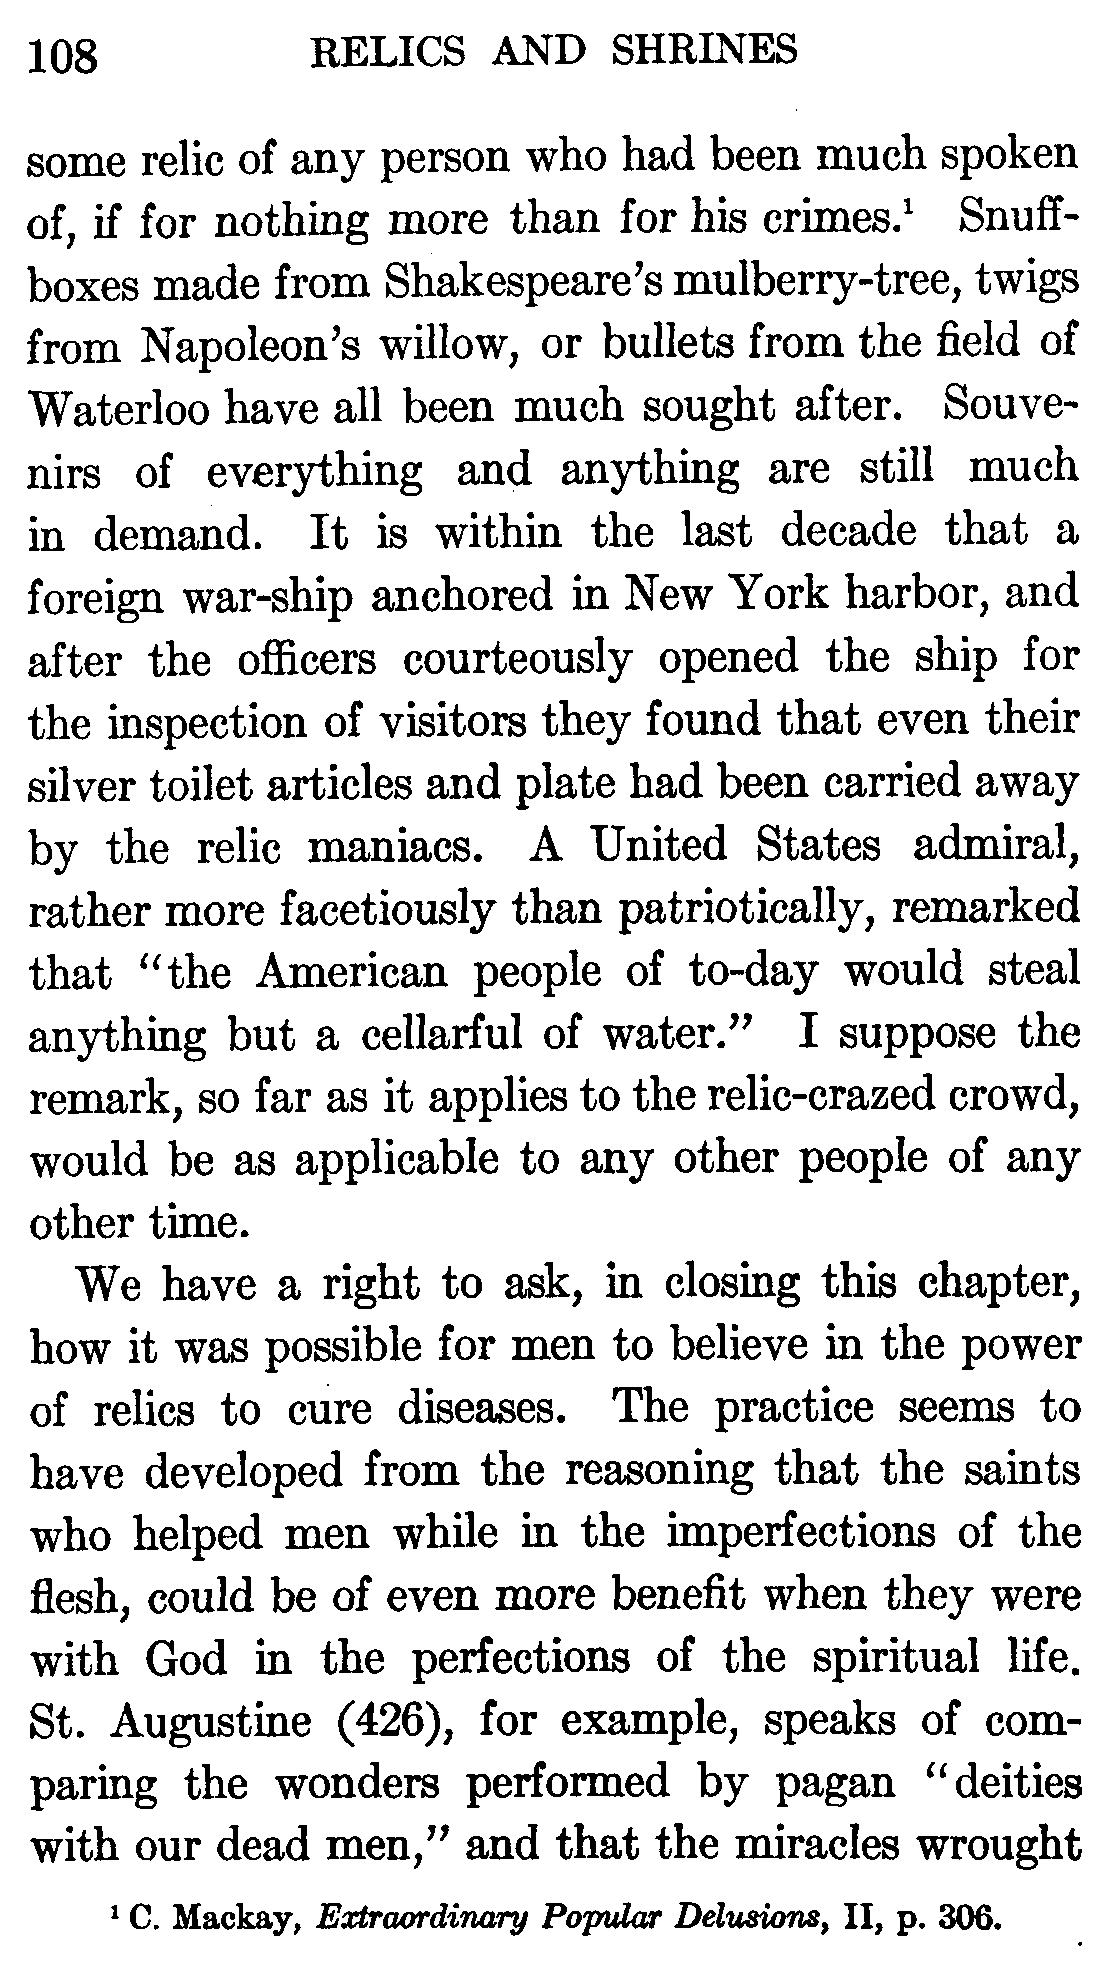 108 RELICS AND SHRINES
some relic of any person who had been much spoken
of, if for nothing more than for his crimes.¹ Snuff-
boxes made from Shakespeare's mulberry-tree, twigs
from Napoleon's willow, or bullets from the field of
Waterloo have all been much sought after. Souve-
nirs of everything and anything are still much
in demand. It is within the last decade that a
foreign war-ship anchored in New York harbor, and
after the officers courteously opened the ship for
the inspection of visitors they found that even their
silver toilet articles and plate had been carried away
by the relic maniacs. A United States admiral,
rather more facetiously than patriotically, remarked
that "the American people of to-day would steal
anything but a cellarful of water." I suppose the
remark, so far as it applies to the relic-crazed crowd,
would be as applicable to any other people of any
other time.
We have a right to ask, in closing this chapter,
how it was possible for men to believe in the power
of relics to cure diseases. The practice seems to
have developed from the reasoning that the saints
who helped men while in the imperfections of the
flesh, could be of even more benefit when they were
with God in the perfections of the spiritual life.
St. Augustine (426), for example, speaks of com-
paring the wonders performed by pagan "deities
with our dead men," and that the miracles wrought
¹ C. Mackay, Extraordinary Popular Delusions, II, p. 306.